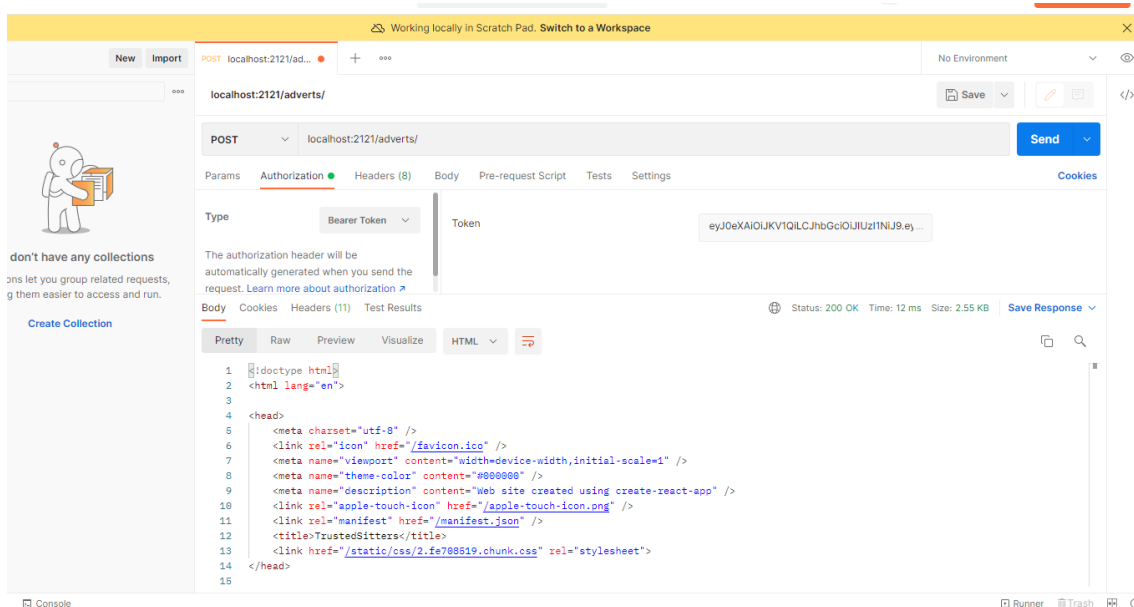 Working locally in Scratch Pad. Switch to a Workspace
New Import
POST localhost:2121/ad...
No Environment
localhost:2121/adverts/
Save
POST localhost:2121/adverts/
Send
Params Authorization Headers (8) Body Pre-request Script Tests Settings
Cookies
Type
Bearer Token
Token
The authorization header will be
automatically generated when you send the
request. Learn more about authorization ↗
don't have any collections
ons let you group related requests,
g them easier to access and run.
Create Collection
Body Cookies Headers (11) Test Results
Status: 200 OK Time: 12 ms Size: 2.55 KB Save Response
Pretty Raw Preview Visualize HTML
1 <!doctype html>
2 <html lang="en">
3
4 <head>
5 <meta charset="utf-8" />
6 <link rel="icon" href="/favicon.ico" />
7 <meta name="viewport" content="width=device-width,initial-scale=1" />
8 <meta name="theme-color" content="#000000" />
9 <meta name="description" content="Web site created using create-react-app" />
10 <link rel="apple-touch-icon" href="/apple-touch-icon.png" />
11 <link rel="manifest" href="/manifest.json" />
12 <title>TrustedSitters</title>
13 <link href="/static/css/2.fe708519.chunk.css" rel="stylesheet">
14 </head>
15
Console
Runner Trash